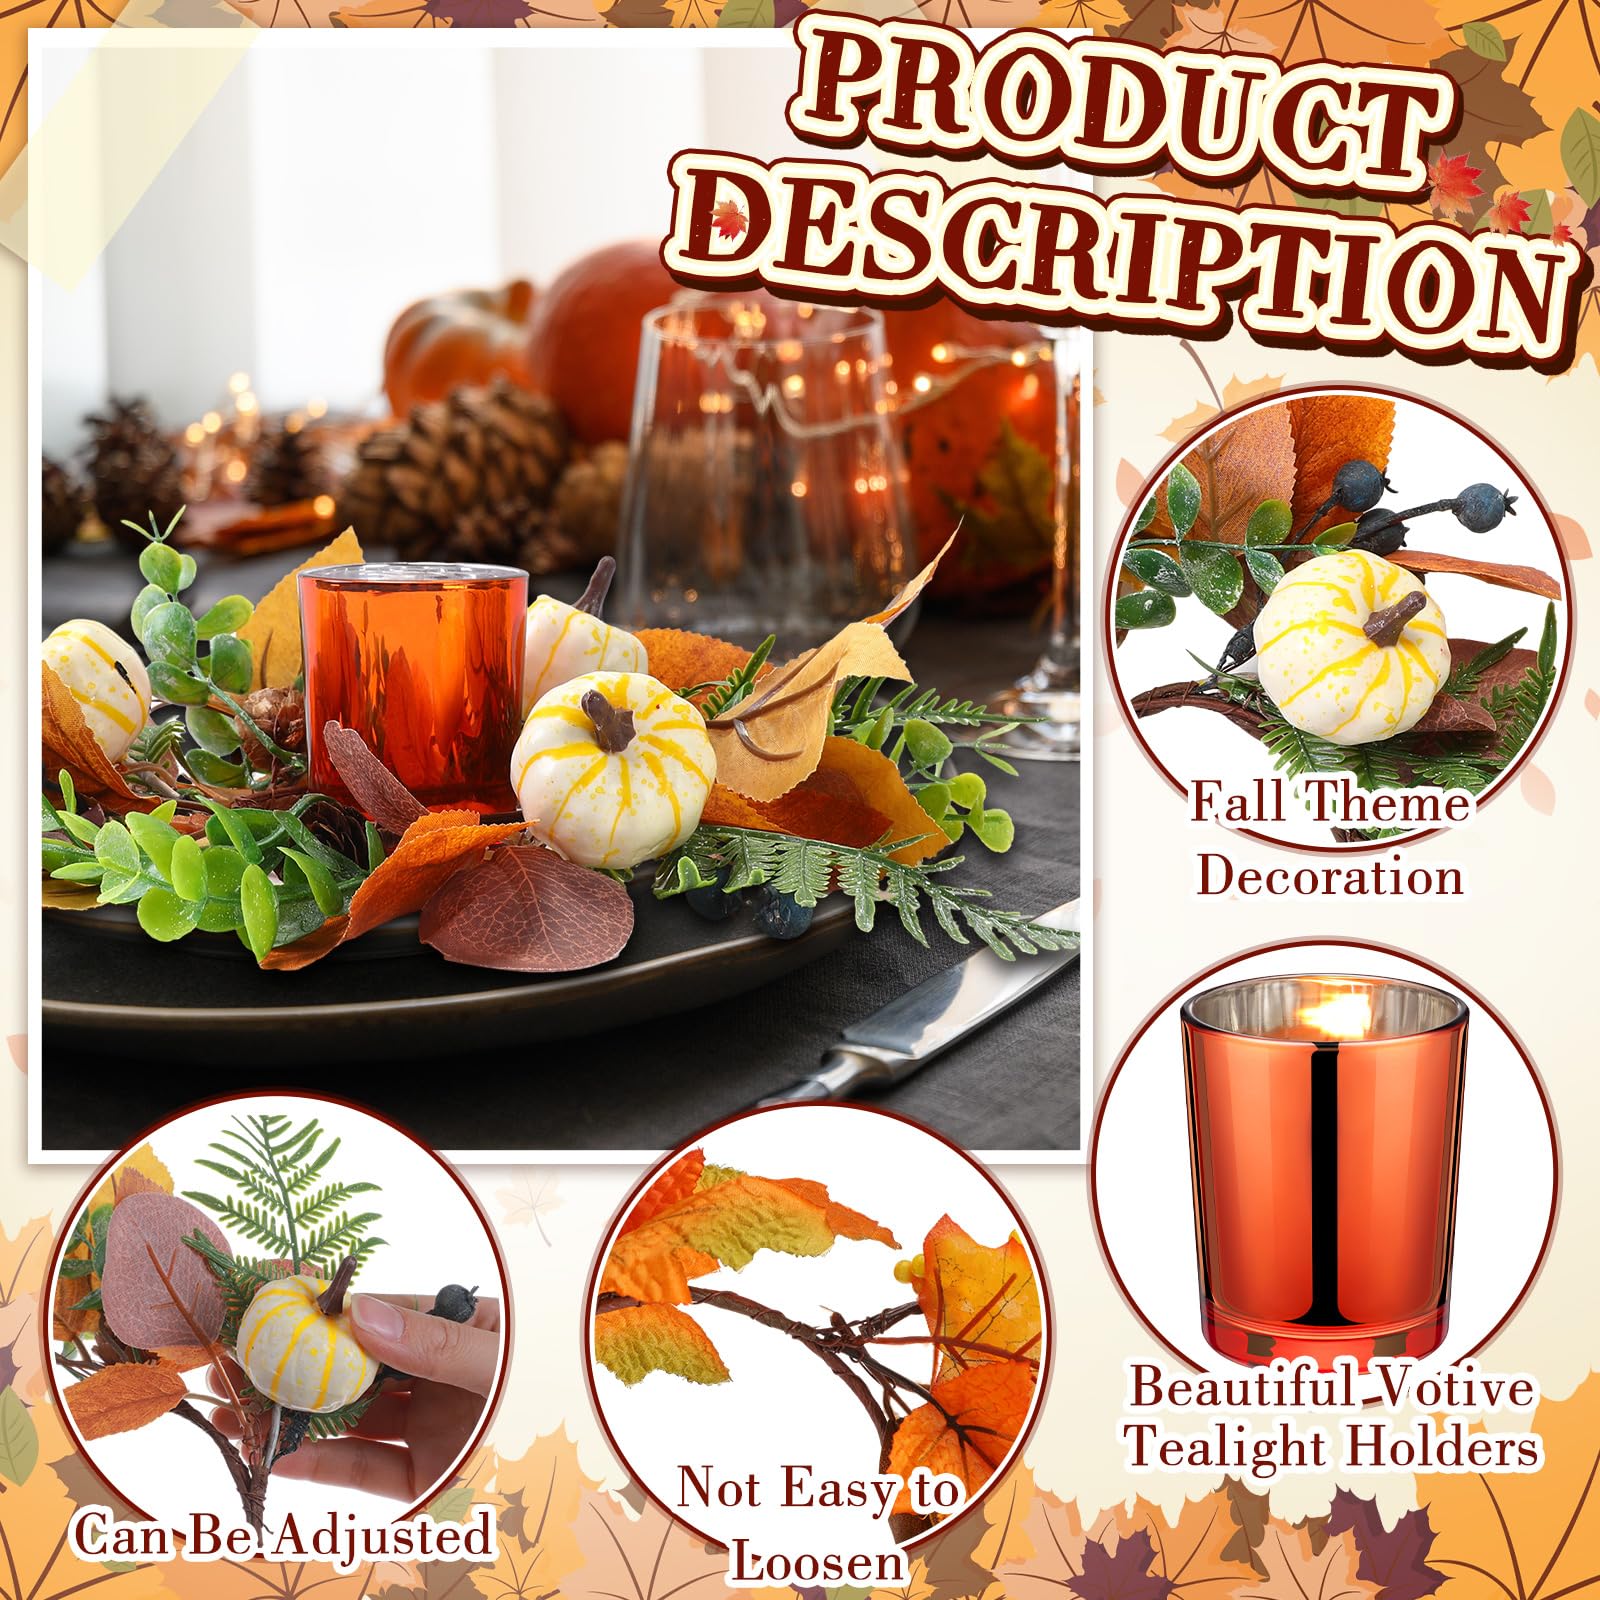 PRODUCT
DESCRIPTION
Fall Theme
Decoration
Beautiful Votive
Tealight Holders
Can Be Adjusted
Not Easy to
Loosen